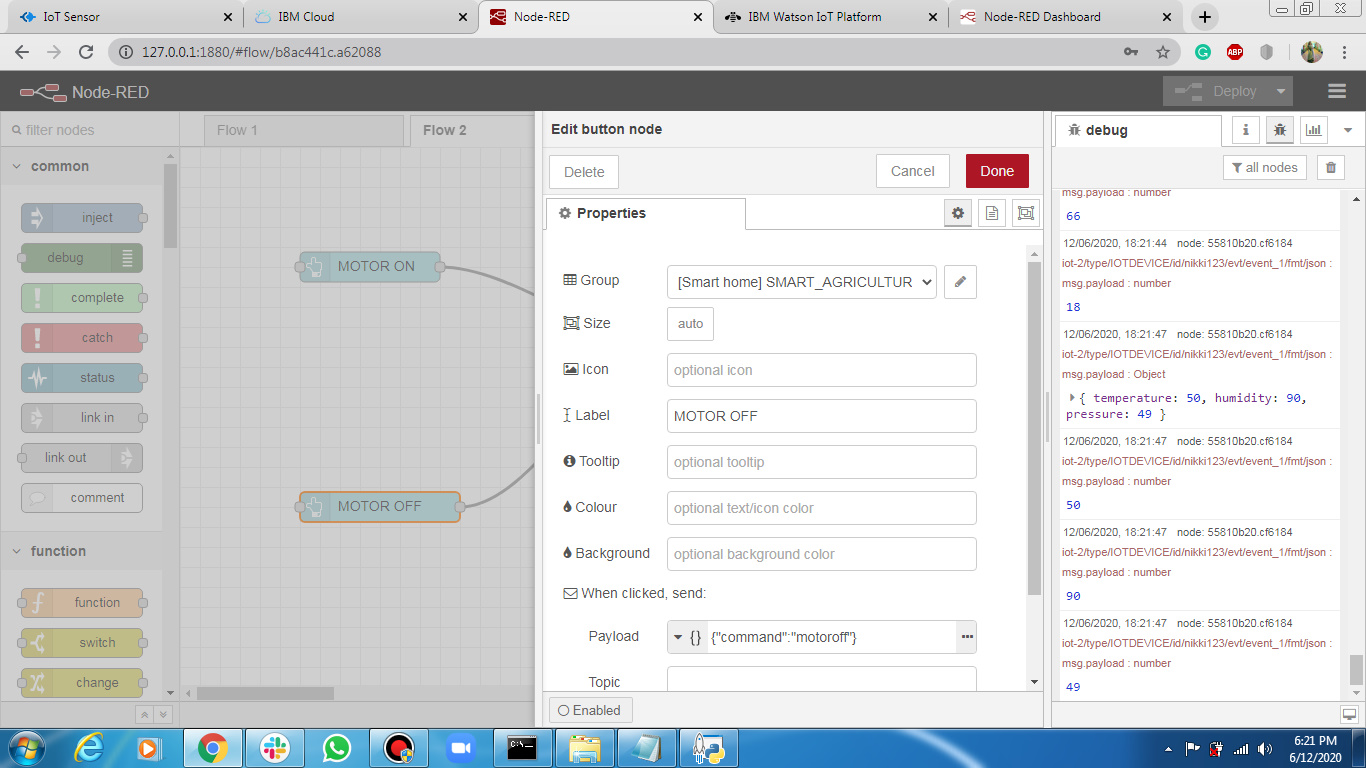 IoT Sensor
IBM Cloud
Node-RED
IBM Watson IoT Platform
Node-RED Dashboard
127.0.0.1:1880/#flow/b8ac441c.a62088
ABP
Node-RED
Deploy
filter nodes
common
inject
debug
complete
catch
status
link in
link out
comment
function
function
switch
change
Flow 1
Flow 2
MOTOR ON
MOTOR OFF
Edit button node
Delete
Cancel
Done
Properties
Group
[Smart home] SMART_AGRICULTUR
Size
auto
Icon
optional icon
Label
MOTOR OFF
Tooltip
optional tooltip
Colour
optional text/icon color
Background
optional background color
When clicked, send:
Payload
{} {"command":"motoroff"}
Topic
Enabled
debug
all nodes
msg.payload : number
66
12/06/2020, 18:21:44 node: 55810b20.cf6184
iot-2/type/IOTDEVICE/id/nikki123/evt/event_1/fmt/json :
msg.payload : number
18
12/06/2020, 18:21:47 node: 55810b20.cf6184
iot-2/type/IOTDEVICE/id/nikki123/evt/event_1/fmt/json :
msg.payload : Object
{ temperature: 50, humidity: 90,
pressure: 49 }
12/06/2020, 18:21:47 node: 55810b20.cf6184
iot-2/type/IOTDEVICE/id/nikki123/evt/event_1/fmt/json :
msg.payload : number
50
12/06/2020, 18:21:47 node: 55810b20.cf6184
iot-2/type/IOTDEVICE/id/nikki123/evt/event_1/fmt/json :
msg.payload : number
90
12/06/2020, 18:21:47 node: 55810b20.cf6184
iot-2/type/IOTDEVICE/id/nikki123/evt/event_1/fmt/json :
msg.payload : number
49
6:21 PM
6/12/2020